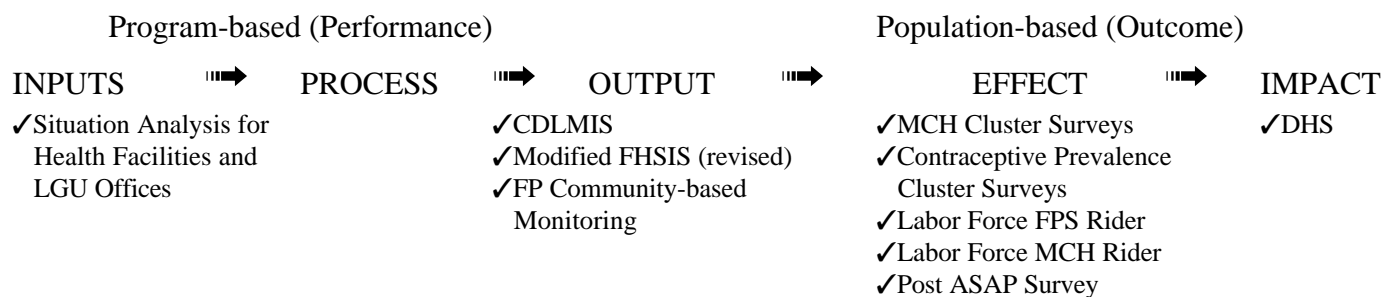 Program-based (Performance)
Population-based (Outcome)
INPUTS
PROCESS
OUTPUT
EFFECT
IMPACT
✓Situation Analysis for
Health Facilities and
LGU Offices
✓CDLMIS
✓Modified FHSIS (revised)
✓FP Community-based
Monitoring
✓MCH Cluster Surveys
✓Contraceptive Prevalence
Cluster Surveys
✓Labor Force FPS Rider
✓Labor Force MCH Rider
✓Post ASAP Survey
✓DHS